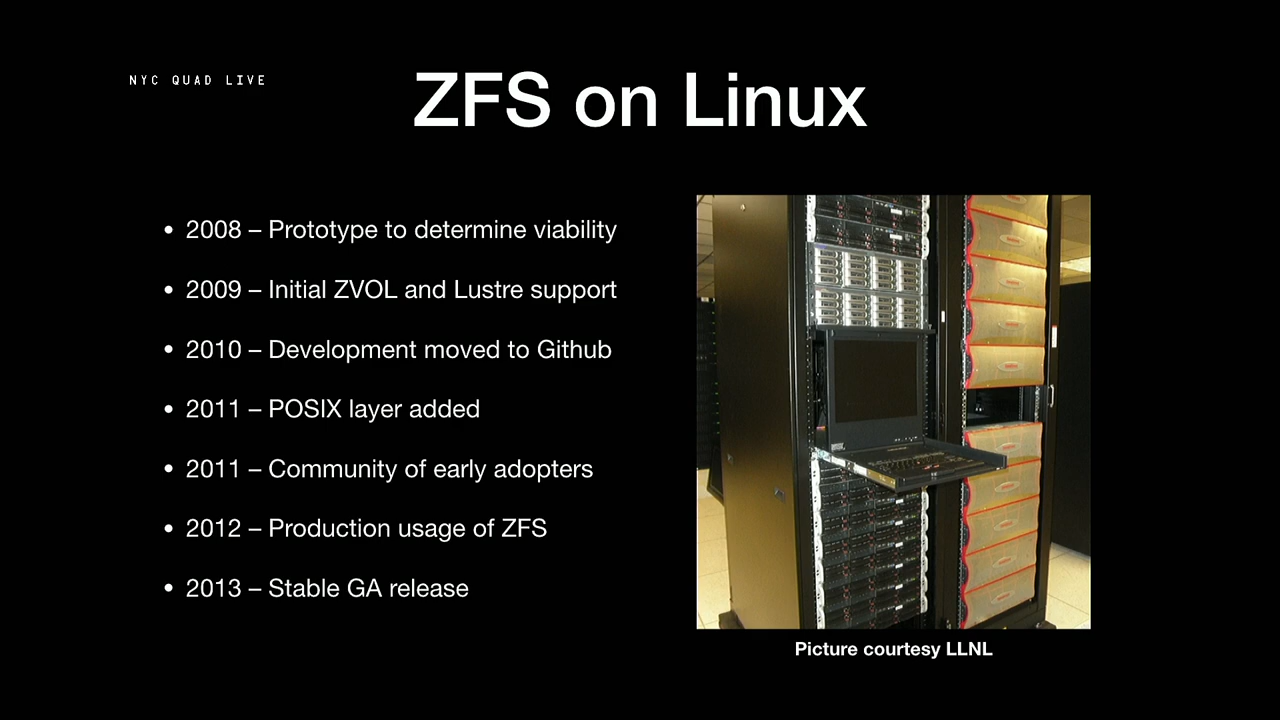 NYC QUAD LIVE
ZFS on Linux
• 2008 – Prototype to determine viability
• 2009 – Initial ZVOL and Lustre support
• 2010 – Development moved to Github
• 2011 – POSIX layer added
• 2011 – Community of early adopters
• 2012 – Production usage of ZFS
• 2013 – Stable GA release
Picture courtesy LLNL